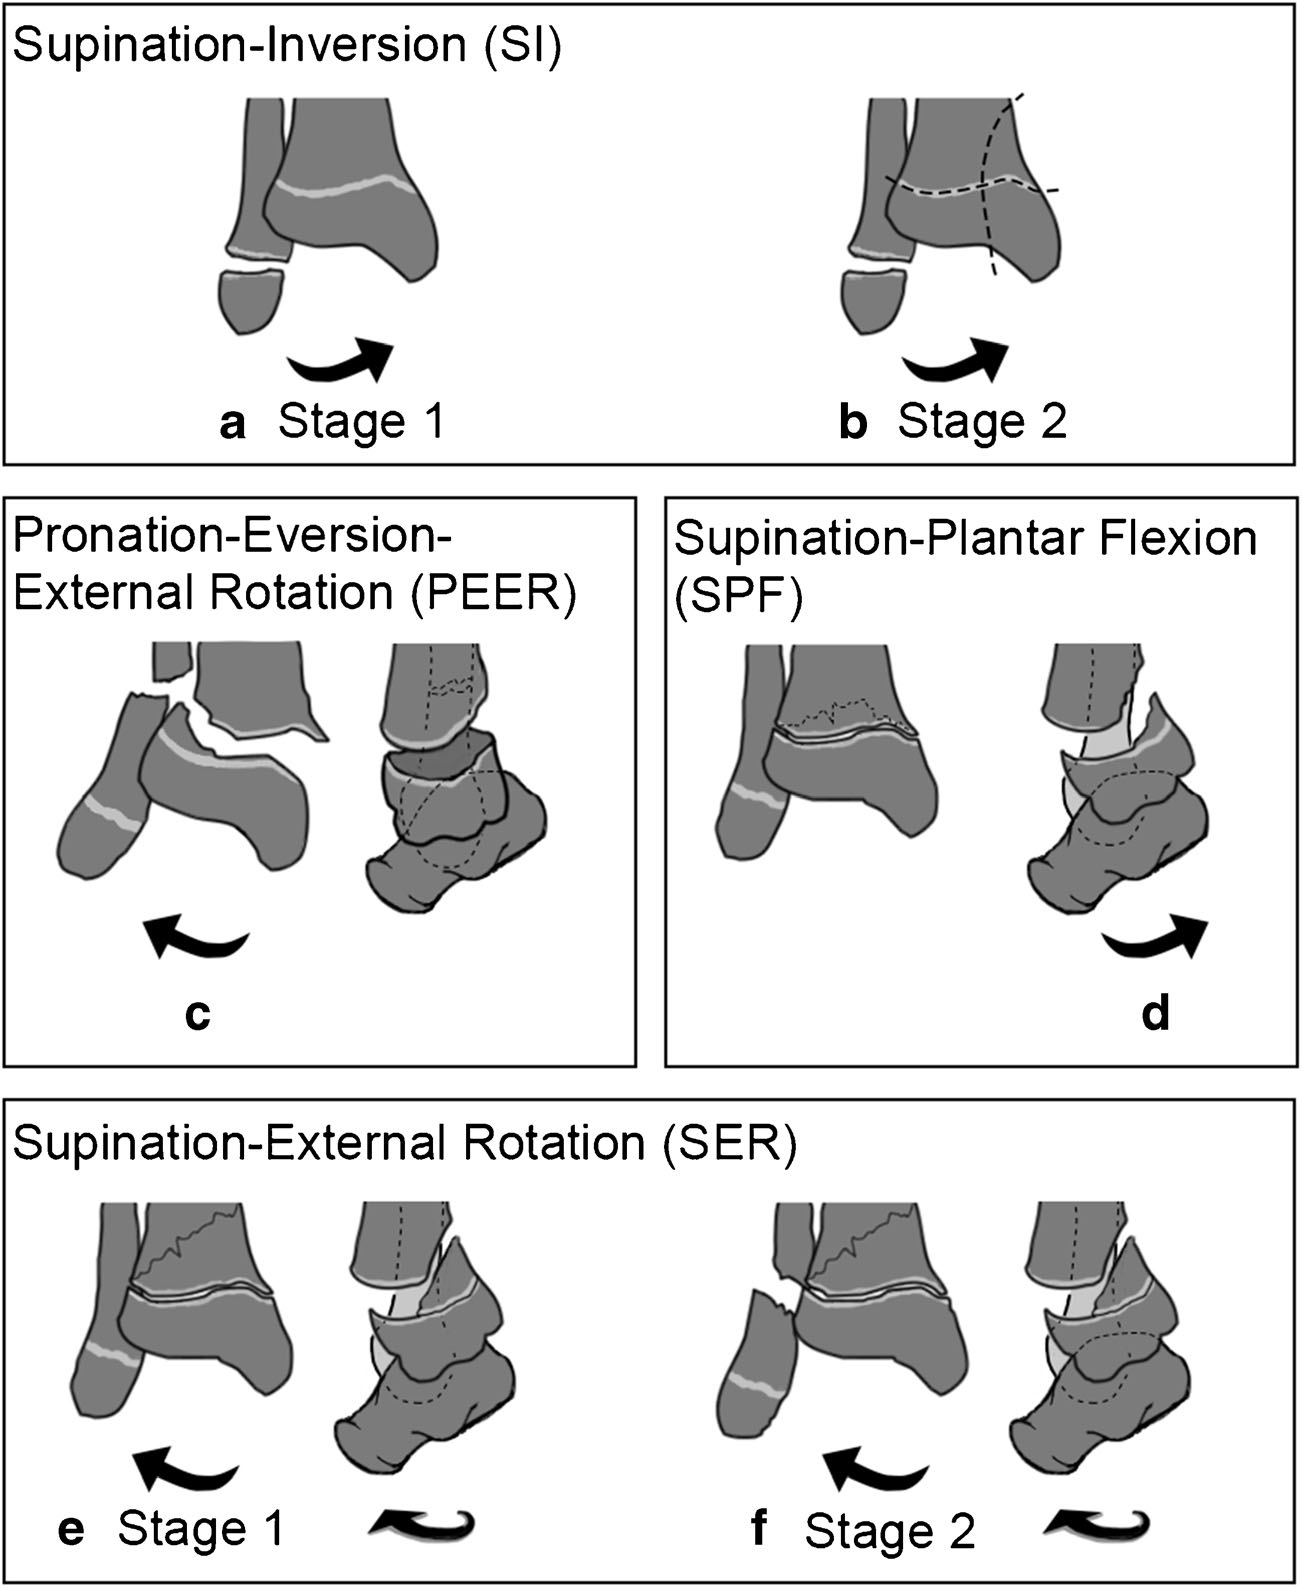 Supination-Inversion (SI)
a Stage 1
b Stage 2
Pronation-Eversion-
External Rotation (PEER)
c
Supination-Plantar Flexion
(SPF)
d
Supination-External Rotation (SER)
e Stage 1
f Stage 2